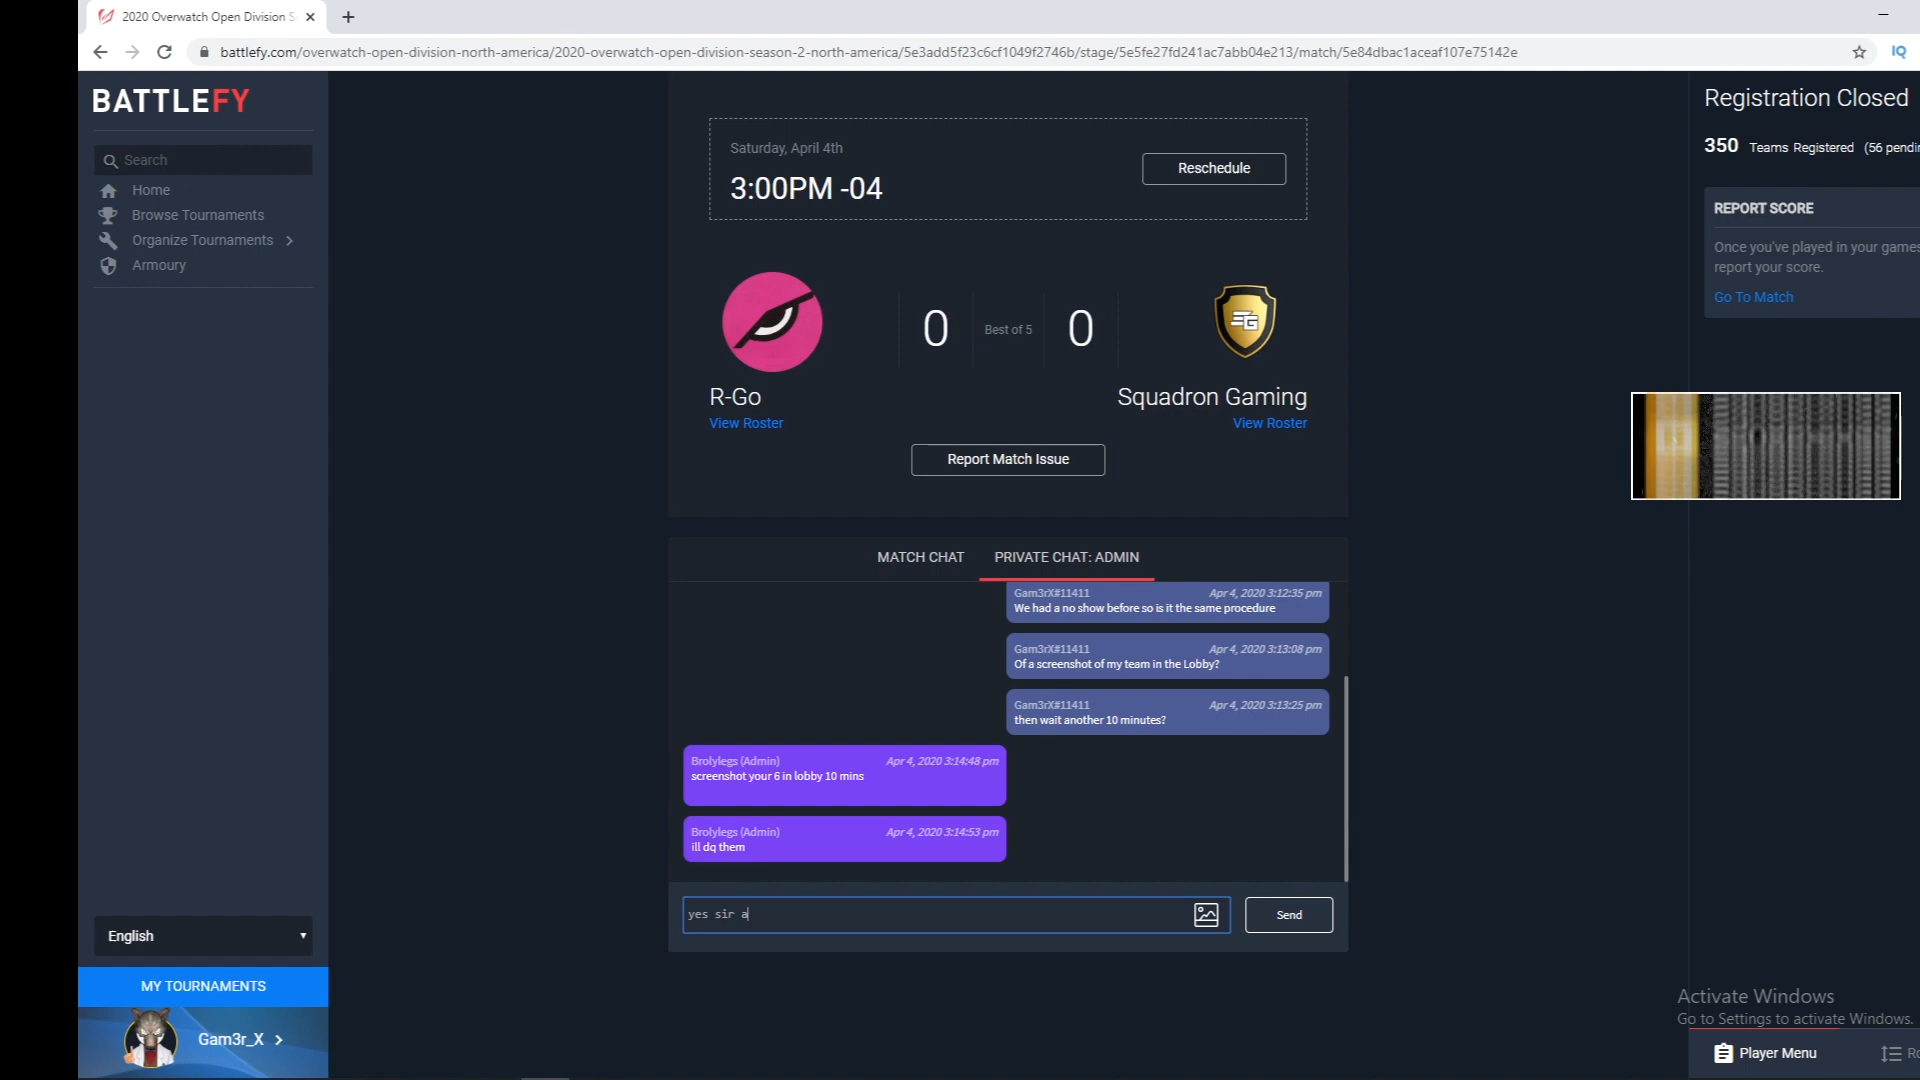 2020 Overwatch Open Division S
battlefy.com/overwatch-open-division-north-america/2020-overwatch-open-division-season-2-north-america/5e3add5f23c6cf1049f2746b/stage/5e5fe27fd241ac7abb04e213/match/5e84dbac1aceaf107e75142e
IQ
BATTLEFY
Search
Home
Browse Tournaments
Organize Tournaments
Armoury
Saturday, April 4th
3:00PM -04
Reschedule
0
Best of 5
0
R-Go
View Roster
Squadron Gaming
View Roster
Report Match Issue
MATCH CHAT
PRIVATE CHAT: ADMIN
Gam3rX#11411 Apr 4, 2020 3:12:35 pm
We had a no show before so is it the same procedure
Gam3rX#11411 Apr 4, 2020 3:13:08 pm
Of a screenshot of my team in the Lobby?
Gam3rX#11411 Apr 4, 2020 3:13:25 pm
then wait another 10 minutes?
Brolylegs (Admin) Apr 4, 2020 3:14:48 pm
screenshot your 6 in lobby 10 mins
Brolylegs (Admin) Apr 4, 2020 3:14:53 pm
ill dq them
yes sir a
Send
Registration Closed
350 Teams Registered (56 pendin
REPORT SCORE
Once you've played in your games
report your score.
Go To Match
English
MY TOURNAMENTS
Gam3r_X
Activate Windows
Go to Settings to activate Windows.
Player Menu
Ro